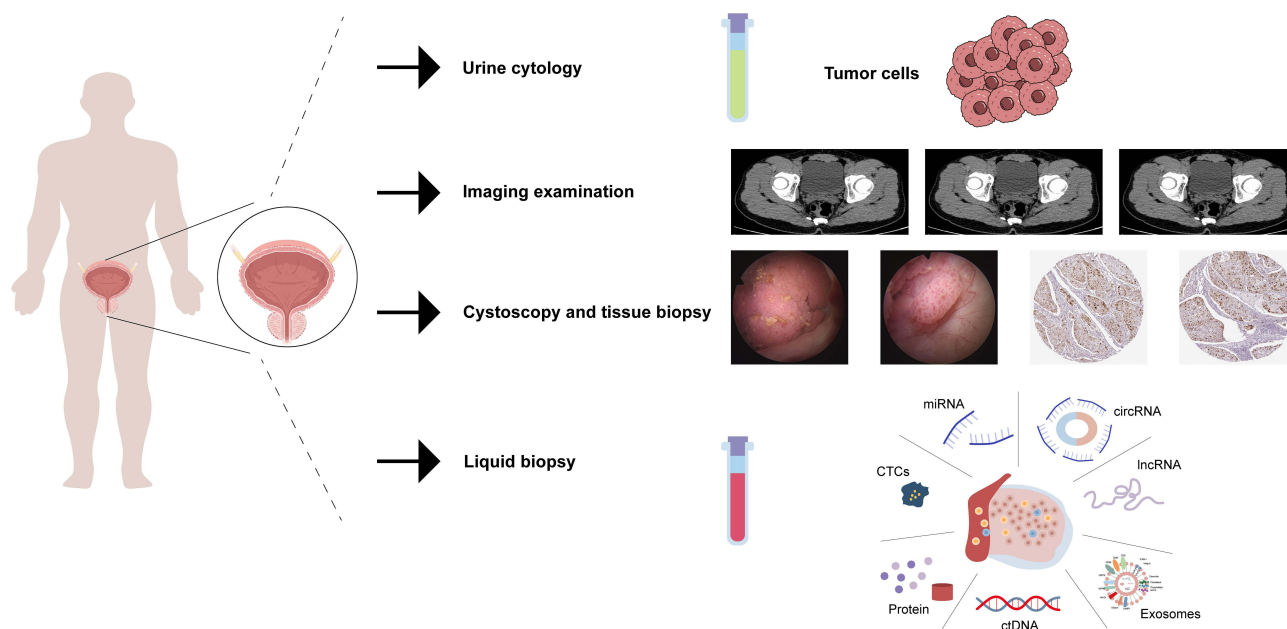 Urine cytology
Tumor cells
Imaging examination
Cystoscopy and tissue biopsy
Liquid biopsy
miRNA
circRNA
CTCs
lncRNA
Protein
ctDNA
Exosomes